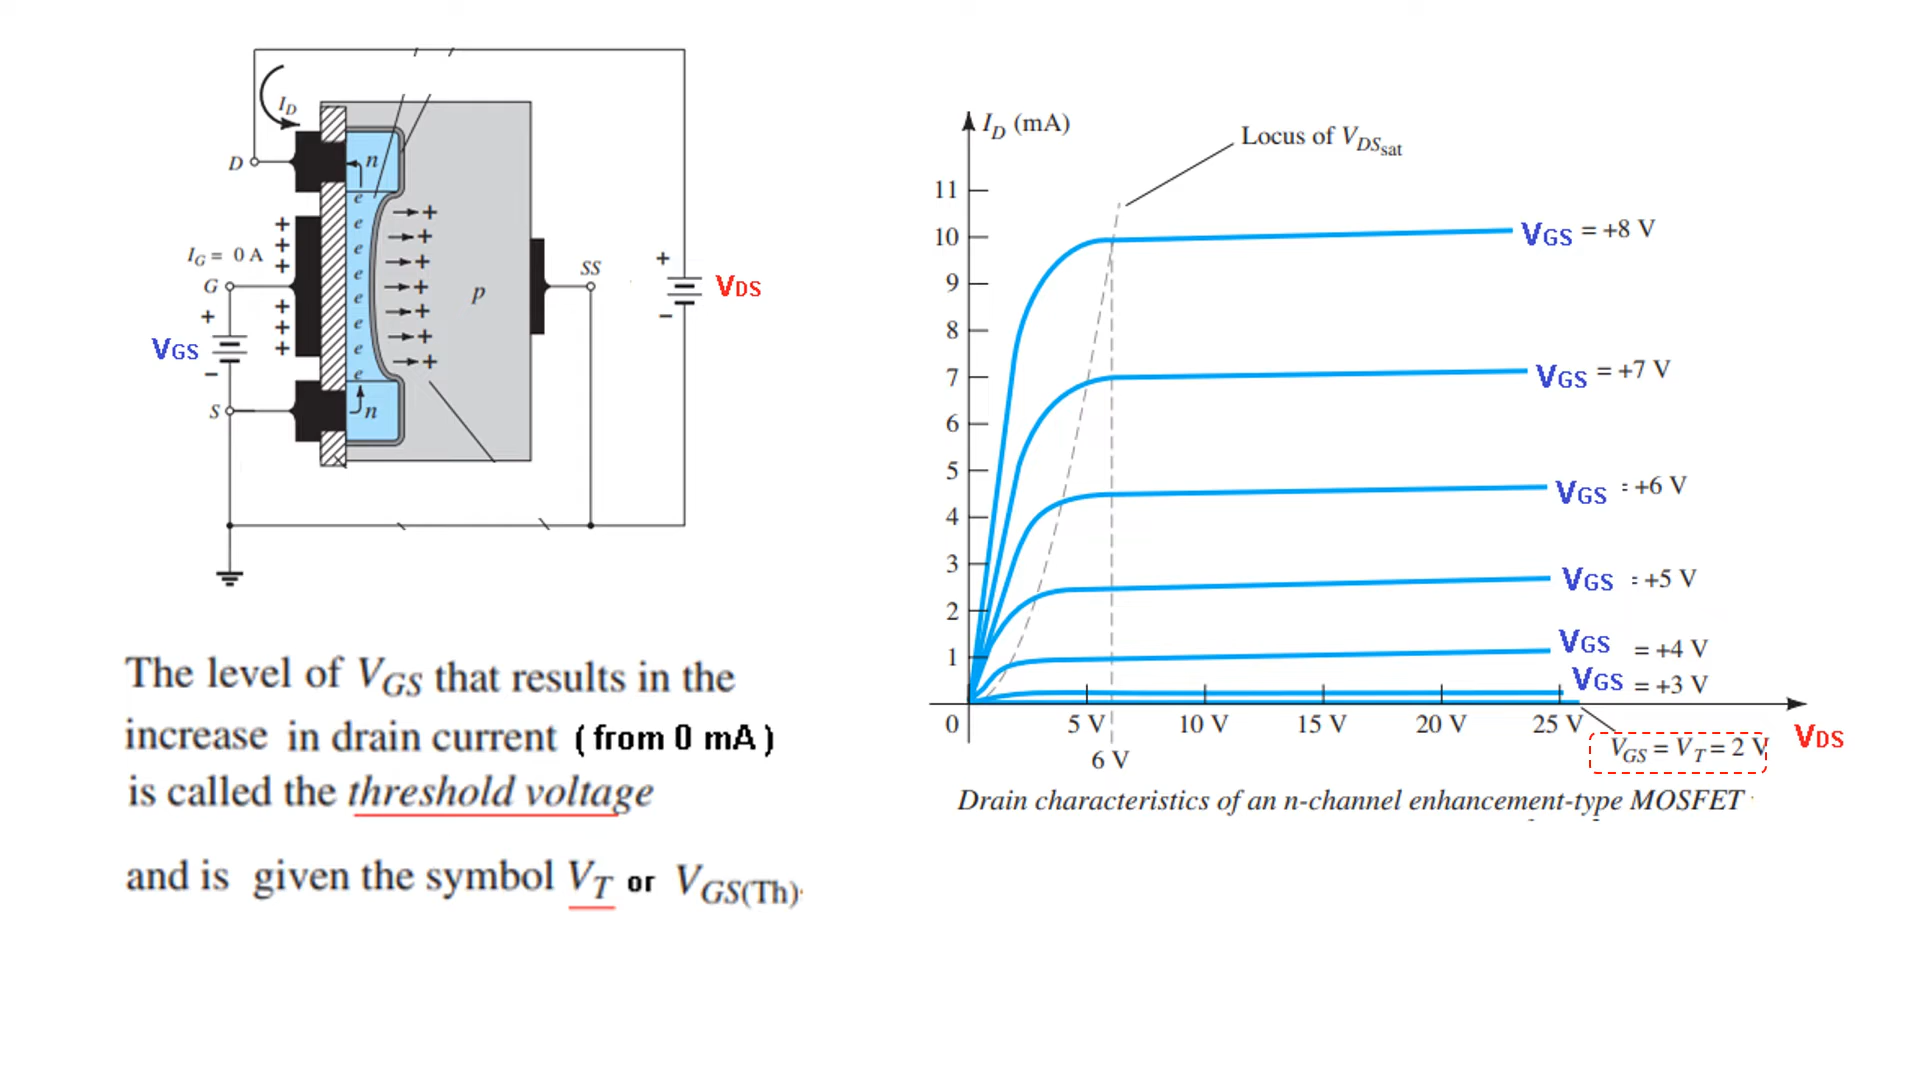 I_D
D
n
e
e
e
e
e
e
e
e
n
+
+
+
+
+
+
I_G = 0 A
G
+
V_GS
−
S
→+
→+
→+
→+
→+
→+
→+
p
SS
+
V_DS
−
The level of V_GS that results in the
increase in drain current (from 0 mA)
is called the threshold voltage
and is given the symbol V_T or V_GS(Th).
I_D (mA)
Locus of V_DSsat
11
10
9
8
7
6
5
4
3
2
1
0
5 V
10 V
15 V
20 V
25 V
6 V
V_GS = +8 V
V_GS = +7 V
V_GS = +6 V
V_GS = +5 V
V_GS = +4 V
V_GS = +3 V
V_GS = V_T = 2 V
V_DS
Drain characteristics of an n-channel enhancement-type MOSFET